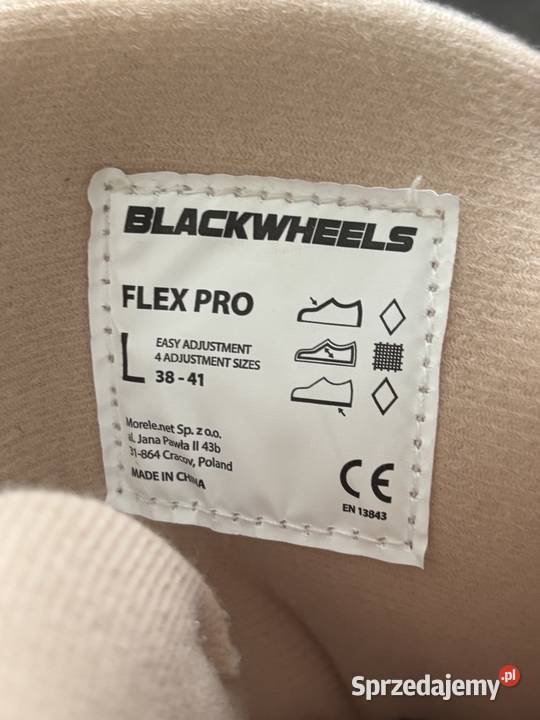 BLACKWHEELS
FLEX PRO
L
EASY ADJUSTMENT
4 ADJUSTMENT SIZES
38 - 41
Morele.net Sp. z o.o.
al. Jana Pawła II 43b
31-864 Cracov, Poland
MADE IN CHINA
CE
EN 13843
Sprzedajemy.pl